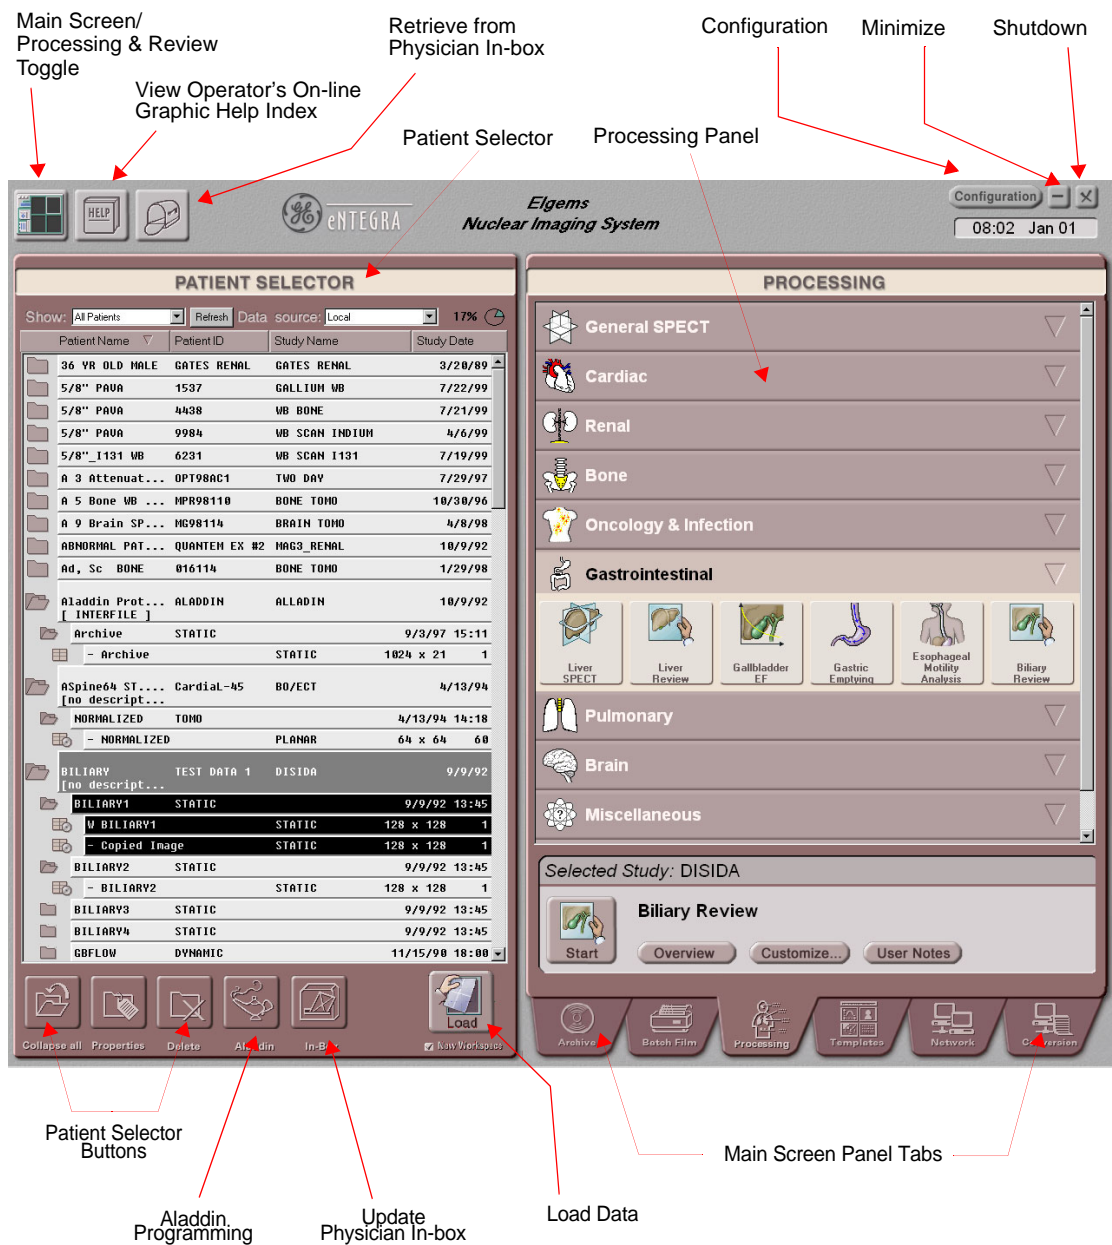 Main Screen/
Processing & Review
Toggle
View Operator's On-line
Graphic Help Index
Retrieve from
Physician In-box
Patient Selector
Processing Panel
Configuration
Minimize
Shutdown
HELP
GE eNTEGRA
Elgems
Nuclear Imaging System
Configuration
08:02 Jan 01
PATIENT SELECTOR
Show: All Patients Refresh Data source: Local 17%
Patient Name Patient ID Study Name Study Date
36 YR OLD MALE GATES RENAL GATES RENAL 3/20/89
5/8" PAVA 1537 GALLIUM WB 7/22/99
5/8" PAVA 4438 WB BONE 7/21/99
5/8" PAVA 9984 WB SCAN INDIUM 4/6/99
5/8"_I131 WB 6231 WB SCAN I131 7/19/99
A 3 Attenuat... OPT98AC1 TWO DAY 7/29/97
A 5 Bone WB ... MPR98110 BONE TOMO 10/30/96
A 9 Brain SP... MG98114 BRAIN TOMO 4/8/98
ABNORMAL PAT... QUANTEM EX #2 MAG3_RENAL 10/9/92
Ad, Sc BONE 016114 BONE TOMO 1/29/98
Aladdin Prot... ALADDIN ALLADIN 10/9/92
[ INTERFILE ]
Archive STATIC 9/3/97 15:11
- Archive STATIC 1024 x 21 1
ASpine64 ST.... CardiaL-45 BO/ECT 4/13/94
[no descript...
NORMALIZED TOMO 4/13/94 14:18
- NORMALIZED PLANAR 64 x 64 60
BILIARY TEST DATA 1 DISIDA 9/9/92
[no descript...
BILIARY1 STATIC 9/9/92 13:45
W BILIARY1 STATIC 128 x 128 1
- Copied Image STATIC 128 x 128 1
BILIARY2 STATIC 9/9/92 13:45
- BILIARY2 STATIC 128 x 128 1
BILIARY3 STATIC 9/9/92 13:45
BILIARY4 STATIC 9/9/92 13:45
GBFLOW DYNAMIC 11/15/90 18:00
Collapse all Properties Delete Aladdin In-Box
Load
New Workspace
PROCESSING
General SPECT
Cardiac
Renal
Bone
Oncology & Infection
Gastrointestinal
Liver
SPECT
Liver
Review
Gallbladder
EF
Gastric
Emptying
Esophageal
Motility
Analysis
Biliary
Review
Pulmonary
Brain
Miscellaneous
Selected Study: DISIDA
Biliary Review
Start
Overview Customize... User Notes
Archive Batch Film Processing Templates Network Conversion
Patient Selector
Buttons
Aladdin
Programming
Update
Physician In-box
Load Data
Main Screen Panel Tabs